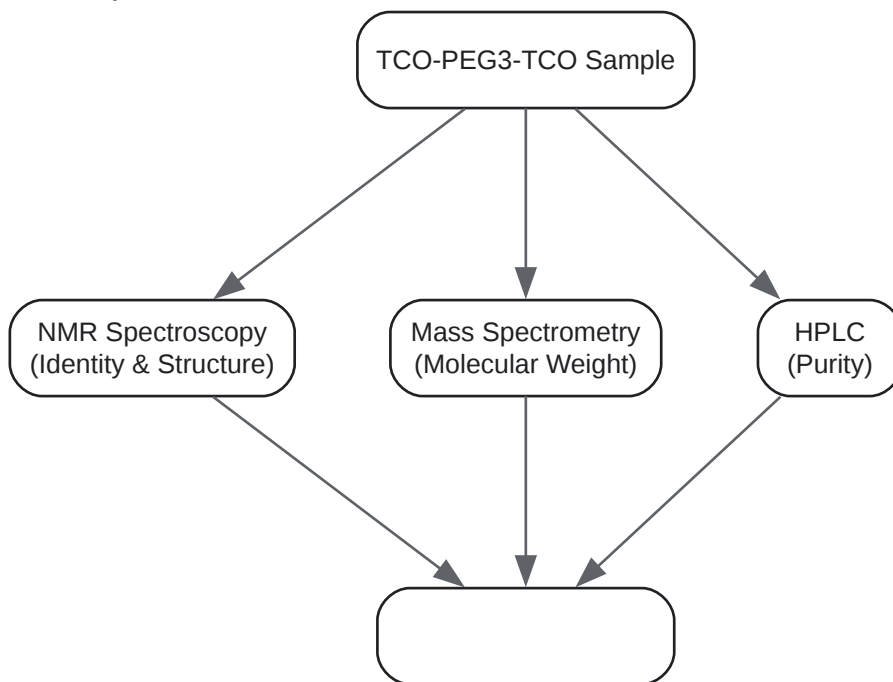 TCO-PEG3-TCO Sample
NMR Spectroscopy
(Identity & Structure)
Mass Spectrometry
(Molecular Weight)
HPLC
(Purity)